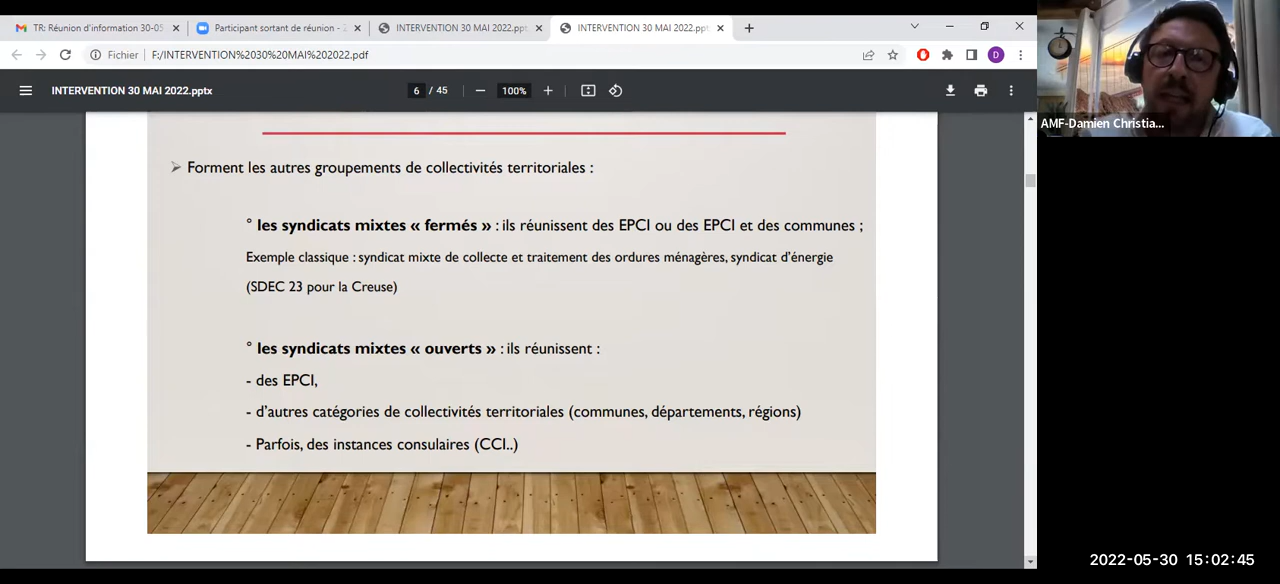 TR: Réunion d'information 30-05
Participant sortant de réunion - Z
INTERVENTION 30 MAI 2022.pptx
INTERVENTION 30 MAI 2022.pptx
Fichier
F:/INTERVENTION%2030%20MAI%202022.pdf
D
INTERVENTION 30 MAI 2022.pptx
6 / 45
100%
Forment les autres groupements de collectivités territoriales :
° les syndicats mixtes « fermés » : ils réunissent des EPCI ou des EPCI et des communes ;
Exemple classique : syndicat mixte de collecte et traitement des ordures ménagères, syndicat d'énergie
(SDEC 23 pour la Creuse)
° les syndicats mixtes « ouverts » : ils réunissent :
- des EPCI,
- d'autres catégories de collectivités territoriales (communes, départements, régions)
- Parfois, des instances consulaires (CCI..)
AMF-Damien Christia...
2022-05-30 15:02:45